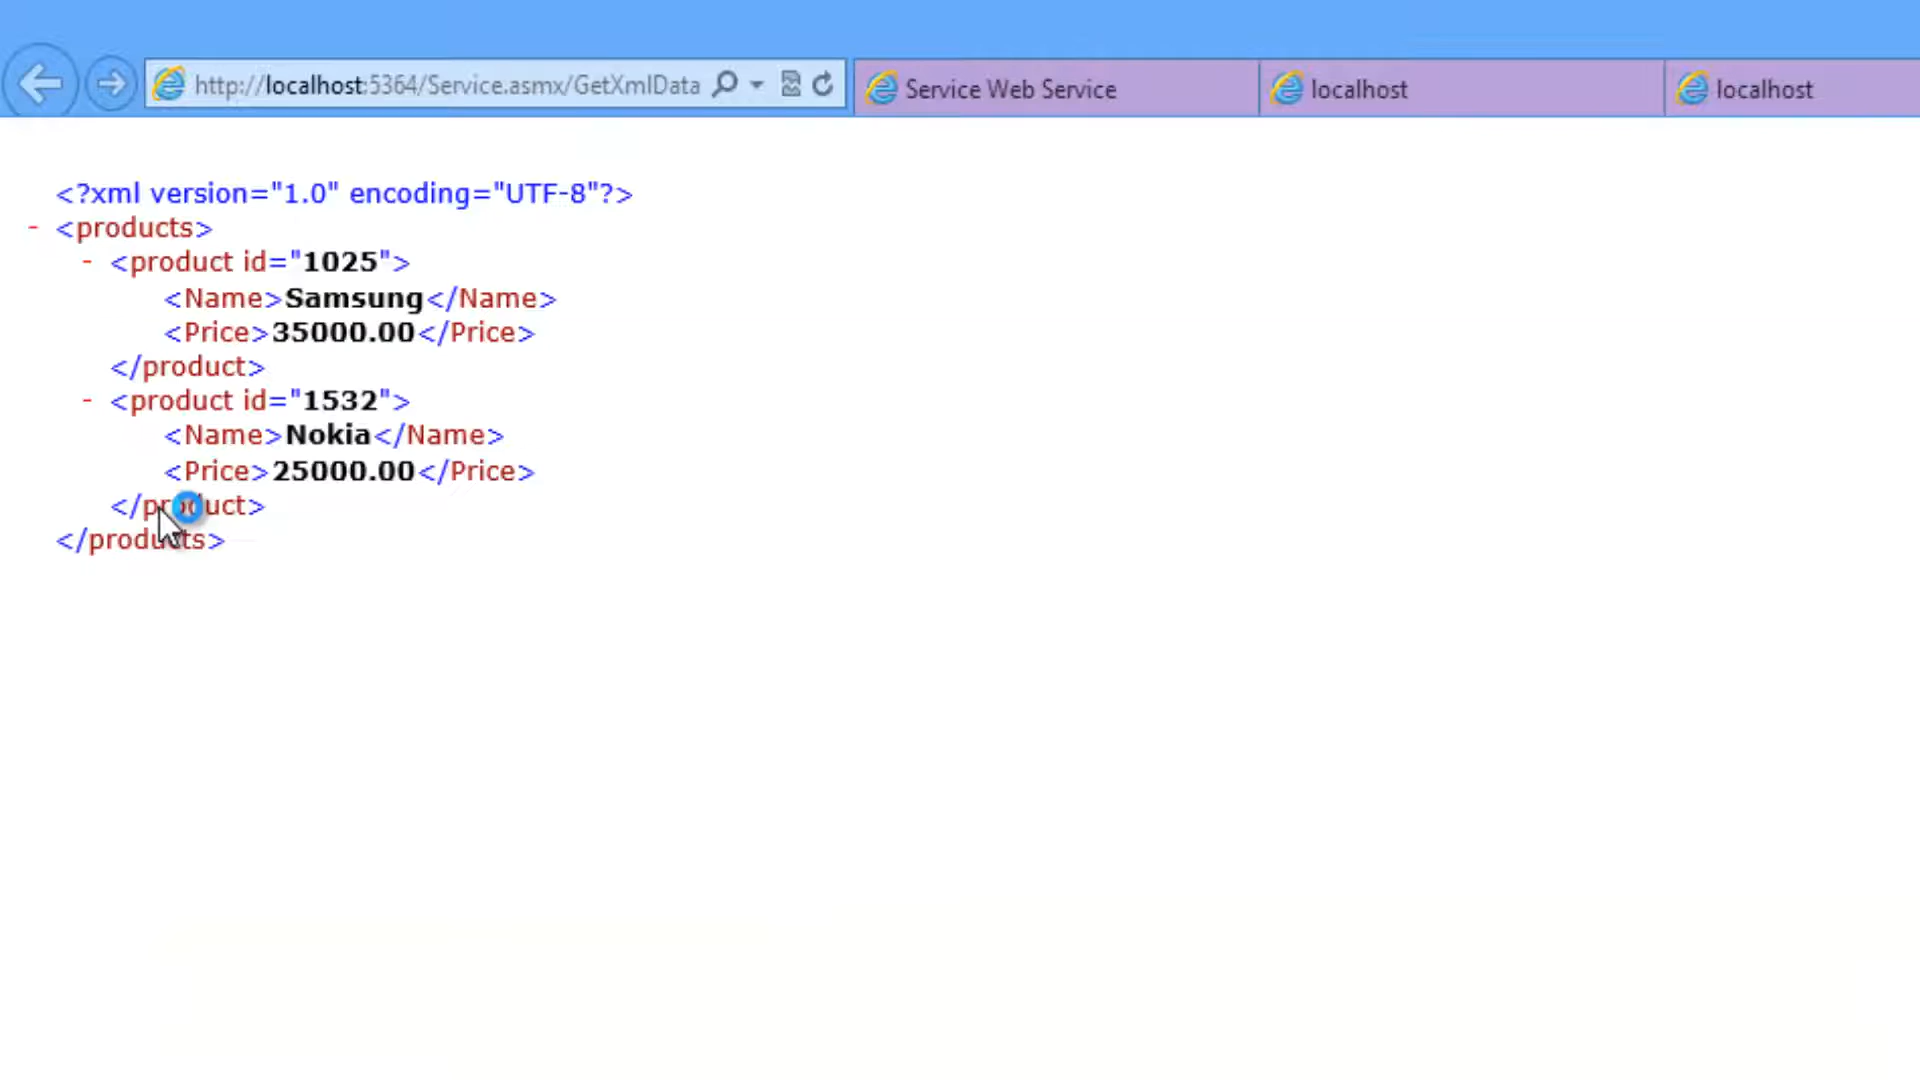 http://localhost:5364/Service.asmx/GetXmlData
Service Web Service
localhost
localhost
<?xml version="1.0" encoding="UTF-8"?>
- <products>
- <product id="1025">
<Name>Samsung</Name>
<Price>35000.00</Price>
</product>
- <product id="1532">
<Name>Nokia</Name>
<Price>25000.00</Price>
</product>
</products>